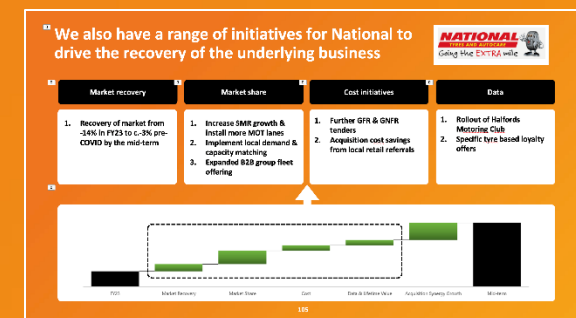 We also have a range of initiatives for National to
drive the recovery of the underlying business
NATIONAL
TYRES AND AUTOCARE
Going the EXTRA mile
Market recovery
Market share
Cost initiatives
Data
1. Recovery of market from
-14% in FY23 to c.-3% pre-
COVID by the mid-term
1. Increase SMR growth &
install more MOT lanes
2. Implement local demand &
capacity matching
3. Expanded B2B group fleet
offering
1. Further GFR & GNFR
tenders
2. Acquisition cost savings
from local retail referrals
1. Rollout of Halfords
Motoring Club
2. Specific tyre based loyalty
offers
FY23
Market Recovery
Market Share
Cost
Data & Lifetime Value
Acquisition Synergy Growth
Mid-term
105